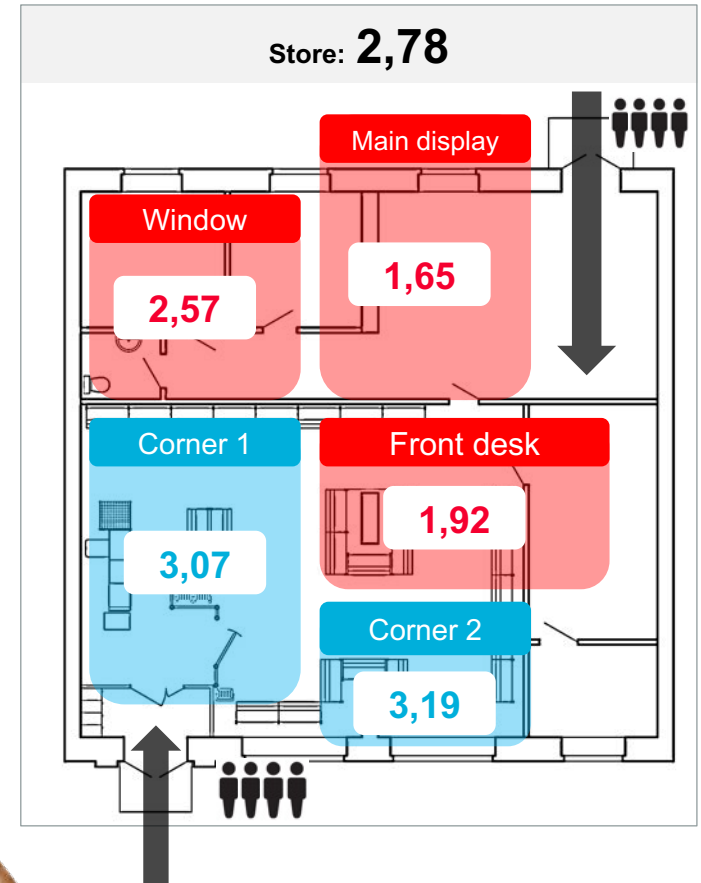 Store: 2,78
Main display
1,65
Window
2,57
Corner 1
3,07
Front desk
1,92
Corner 2
3,19